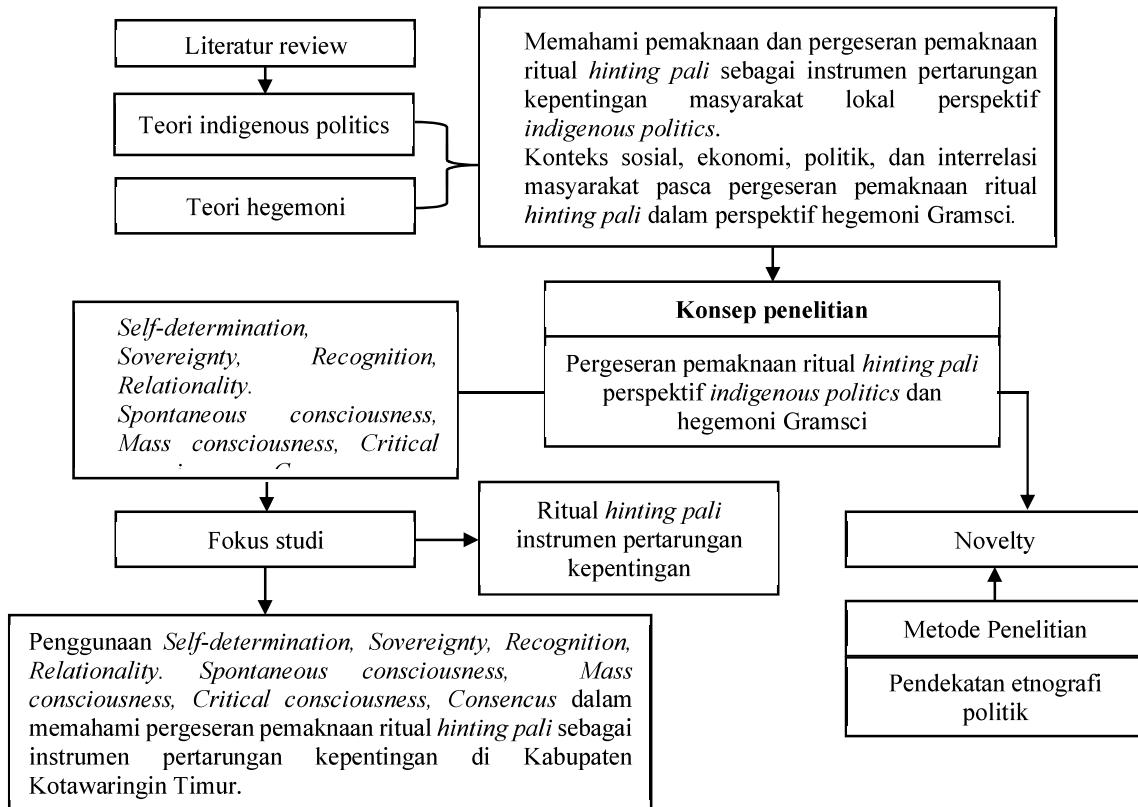 Literatur review
Teori indigenous politics
Teori hegemoni
Memahami pemaknaan dan pergeseran pemaknaan
ritual hinting pali sebagai instrumen pertarungan
kepentingan masyarakat lokal perspektif
indigenous politics.
Konteks sosial, ekonomi, politik, dan interrelasi
masyarakat pasca pergeseran pemaknaan ritual
hinting pali dalam perspektif hegemoni Gramsci.
Konsep penelitian
Pergeseran pemaknaan ritual hinting pali
perspektif indigenous politics dan
hegemoni Gramsci
Self-determination,
Sovereignty, Recognition,
Relationality.
Spontaneous consciousness,
Mass consciousness, Critical
Fokus studi
Ritual hinting pali
instrumen pertarungan
kepentingan
Novelty
Metode Penelitian
Pendekatan etnografi
politik
Penggunaan Self-determination, Sovereignty, Recognition,
Relationality. Spontaneous consciousness, Mass
consciousness, Critical consciousness, Consencus dalam
memahami pergeseran pemaknaan ritual hinting pali sebagai
instrumen pertarungan kepentingan di Kabupaten
Kotawaringin Timur.